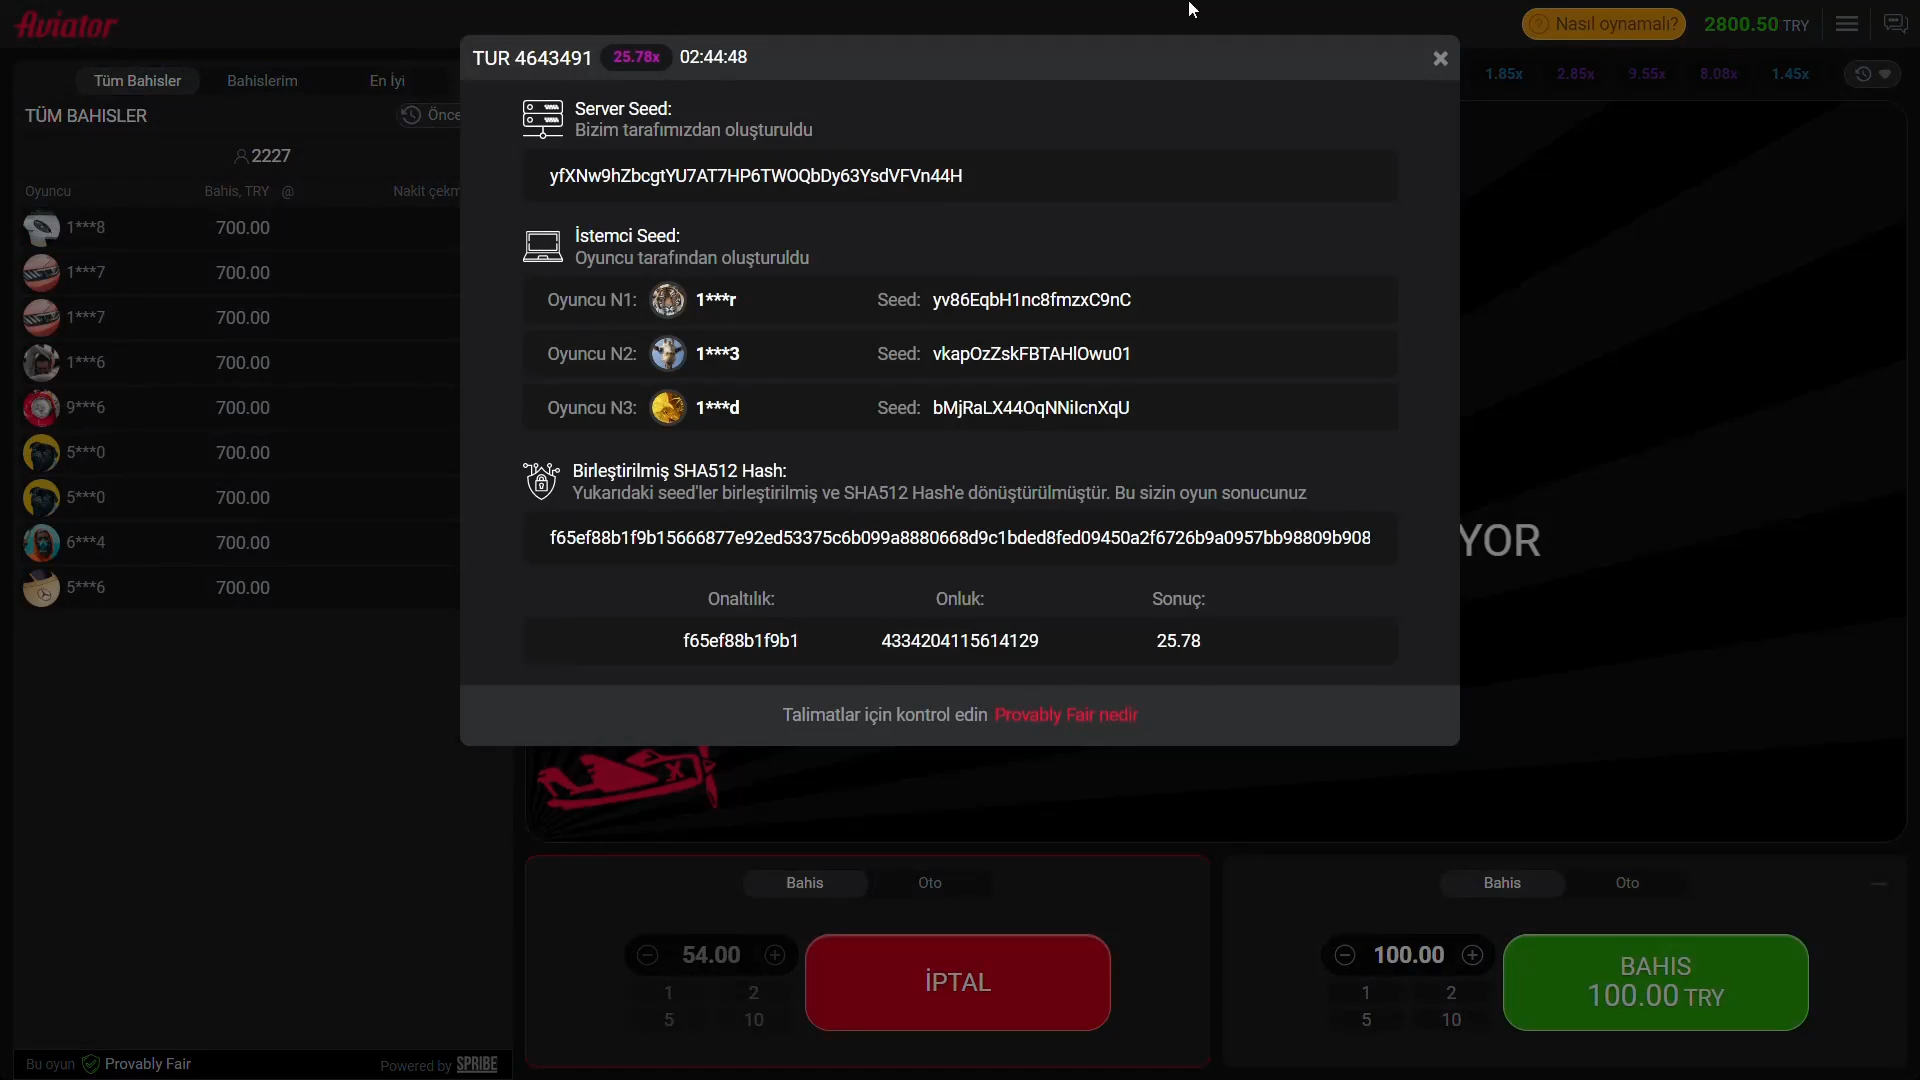 Aviator
Nasıl oynamalı?
2800.50 TRY
TUR 4643491 25.78x 02:44:48
1.85x 2.85x 9.55x 8.08x 1.45x
Tüm Bahisler Bahislerim En İyi
TÜM BAHISLER
2227
Oyuncu Bahis, TRY
1***8 700.00
1***7 700.00
1***7 700.00
1***6 700.00
9***6 700.00
5***0 700.00
5***0 700.00
6***4 700.00
5***6 700.00
Bu oyun Provably Fair
Powered by SPRIBE
Server Seed:
Bizim tarafımızdan oluşturuldu
yfXNw9hZbcgtYU7AT7HP6TWOQbDy63YsdVFVn44H
İstemci Seed:
Oyuncu tarafından oluşturuldu
Oyuncu N1: 1***r Seed: yv86EqbH1nc8fmzxC9nC
Oyuncu N2: 1***3 Seed: vkapOzZskFBTAHlOwu01
Oyuncu N3: 1***d Seed: bMjRaLX44OqNNiIcnXqU
Birleştirilmiş SHA512 Hash:
Yukarıdaki seed'ler birleştirilmiş ve SHA512 Hash'e dönüştürülmüştür. Bu sizin oyun sonucunuz
f65ef88b1f9b15666877e92ed53375c6b099a8880668d9c1bded8fed09450a2f6726b9a0957bb98809b908
Onaltılık: Onluk: Sonuç:
f65ef88b1f9b1 4334204115614129 25.78
Talimatlar için kontrol edin Provably Fair nedir
YOR
Bahis Oto
54.00
1 2
5 10
İPTAL
Bahis Oto
100.00
1 2
5 10
BAHIS
100.00 TRY